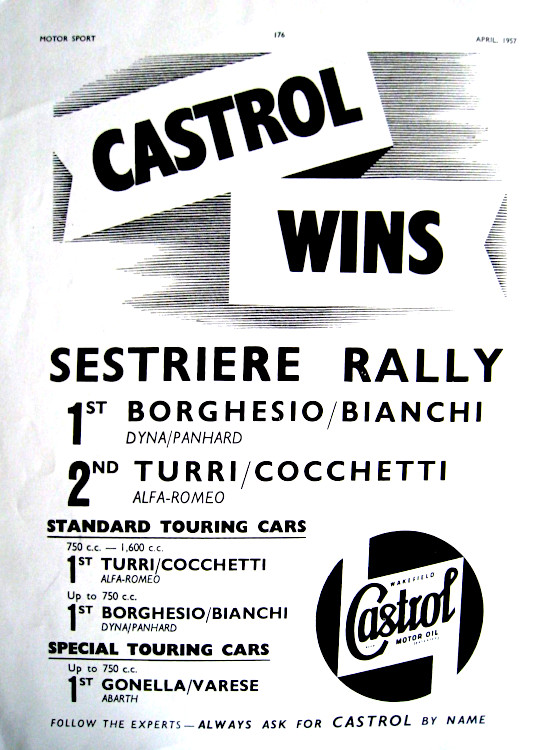 MOTOR SPORT 176 APRIL, 1957
CASTROL
WINS
SESTRIERE RALLY
1ST BORGHESIO/BIANCHI
DYNA/PANHARD
2ND TURRI/COCCHETTI
ALFA-ROMEO
STANDARD TOURING CARS
750 c.c. — 1,600 c.c.
1ST TURRI/COCCHETTI
ALFA-ROMEO
Up to 750 c.c.
1ST BORGHESIO/BIANCHI
DYNA/PANHARD
SPECIAL TOURING CARS
Up to 750 c.c.
1ST GONELLA/VARESE
ABARTH
WAKEFIELD
Castrol
MOTOR OIL
FOLLOW THE EXPERTS—ALWAYS ASK FOR CASTROL BY NAME